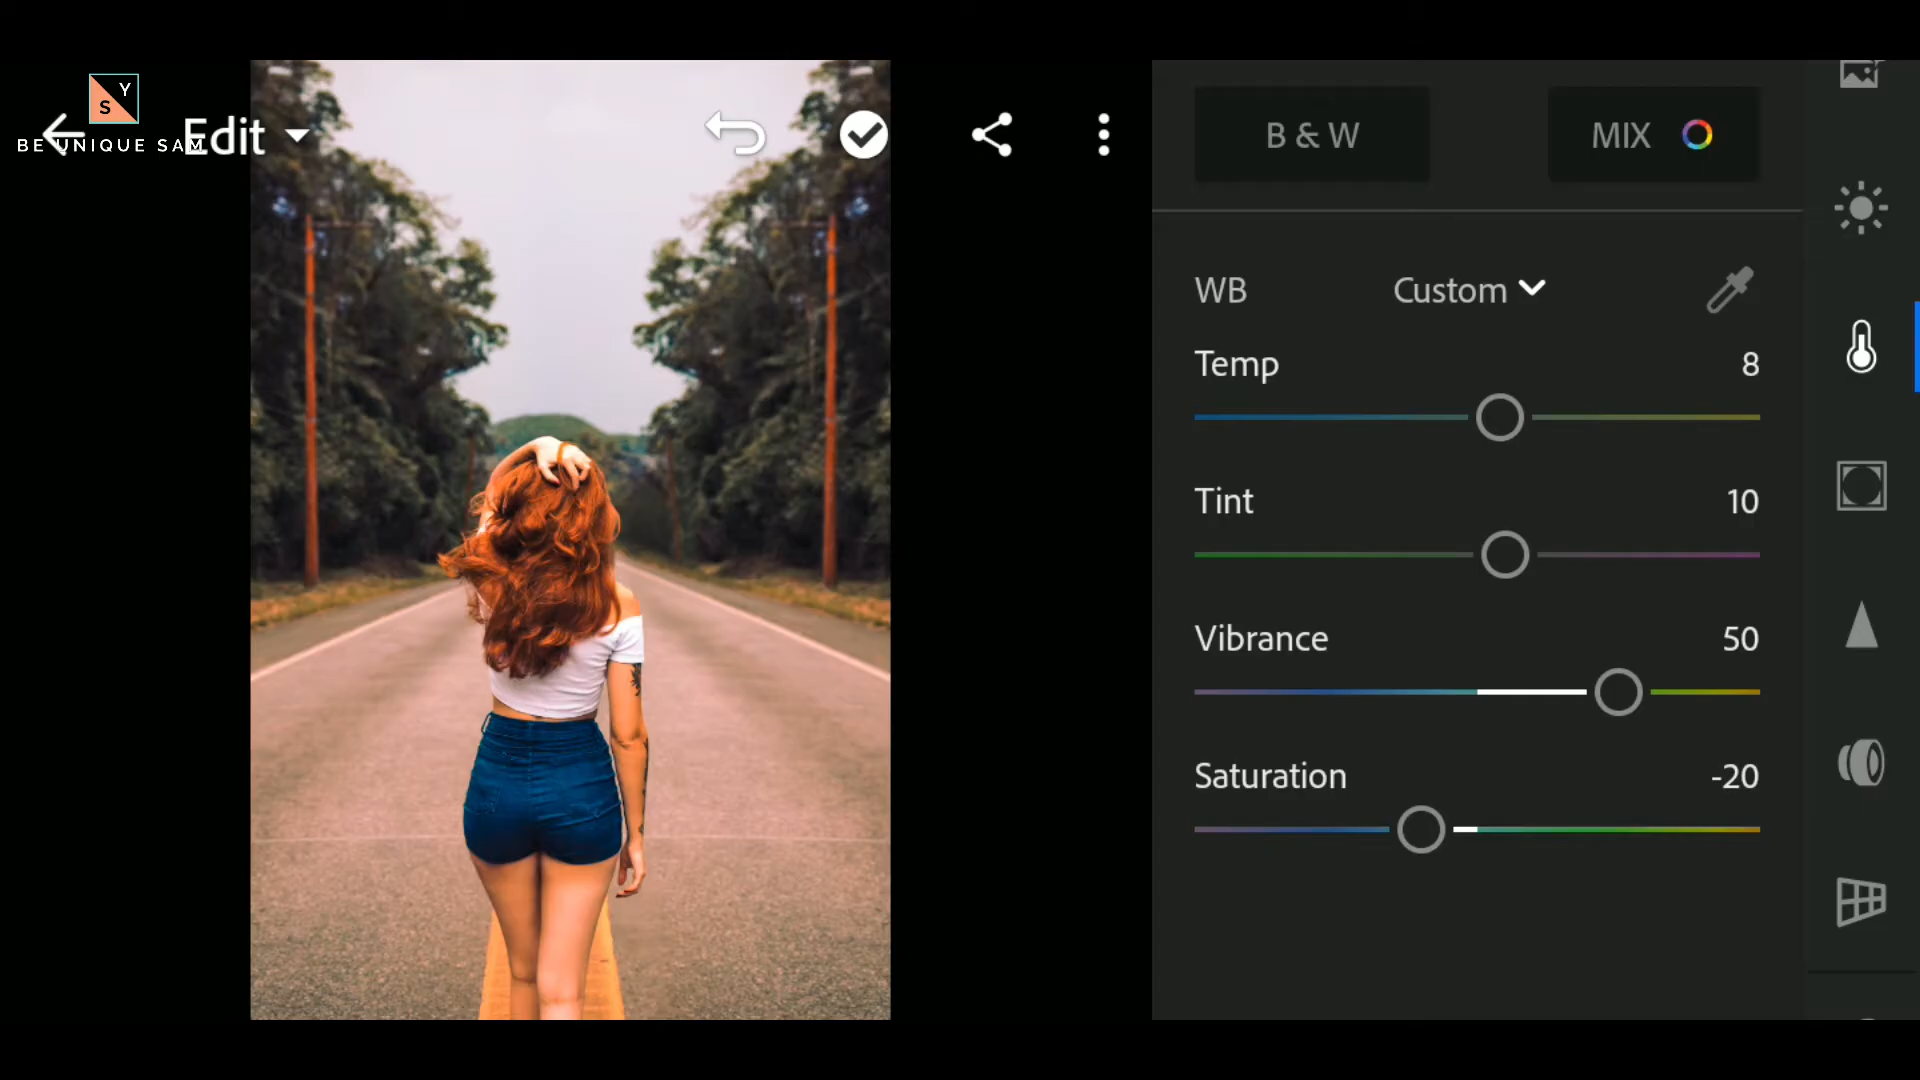 S Y
BE UNIQUE SAM
Edit
B & W
MIX
WB
Custom
Temp
8
Tint
10
Vibrance
50
Saturation
-20